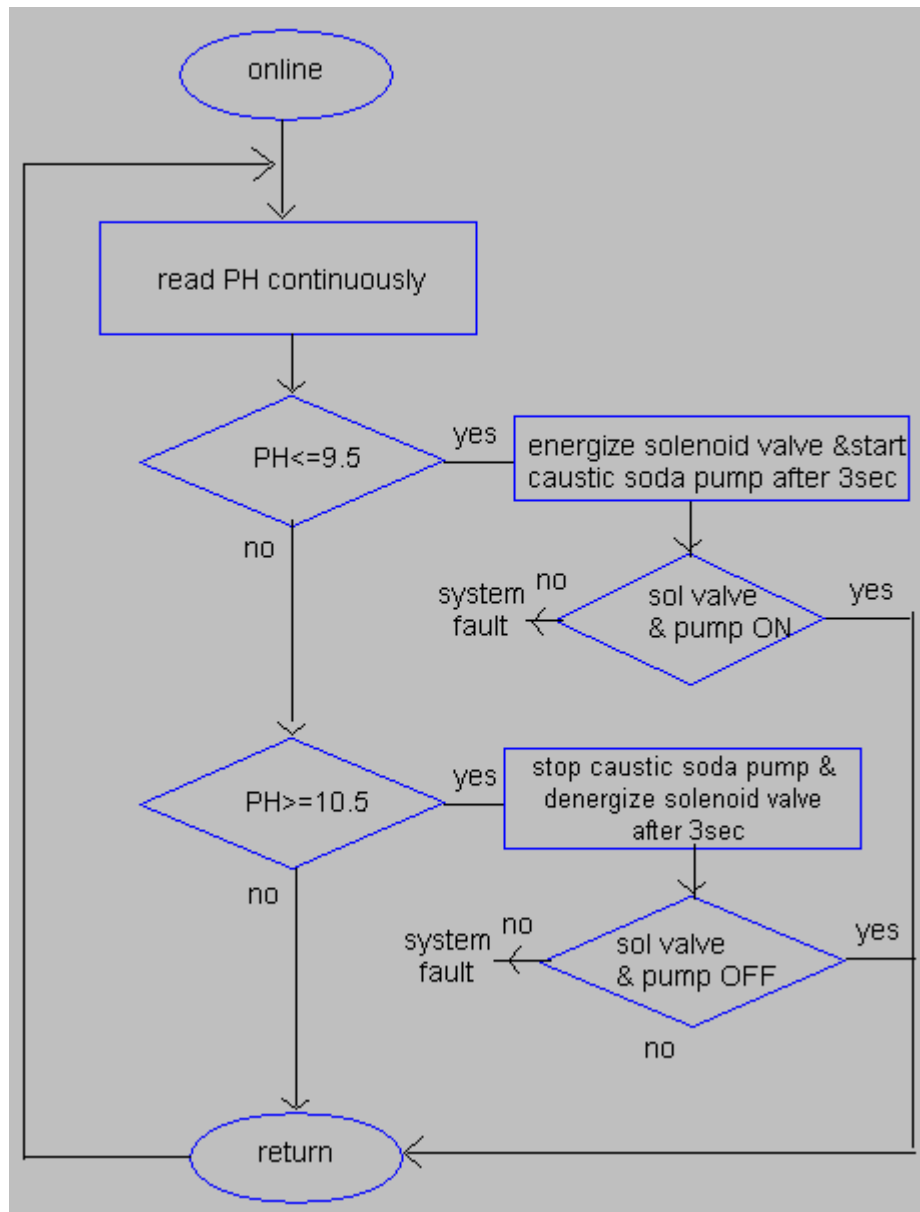 online
read PH continuously
PH<=9.5
yes
energize solenoid valve &start
caustic soda pump after 3sec
no
system
fault
no
sol valve
& pump ON
yes
PH>=10.5
yes
stop caustic soda pump &
denergize solenoid valve
after 3sec
no
system
fault
no
sol valve
& pump OFF
yes
no
return